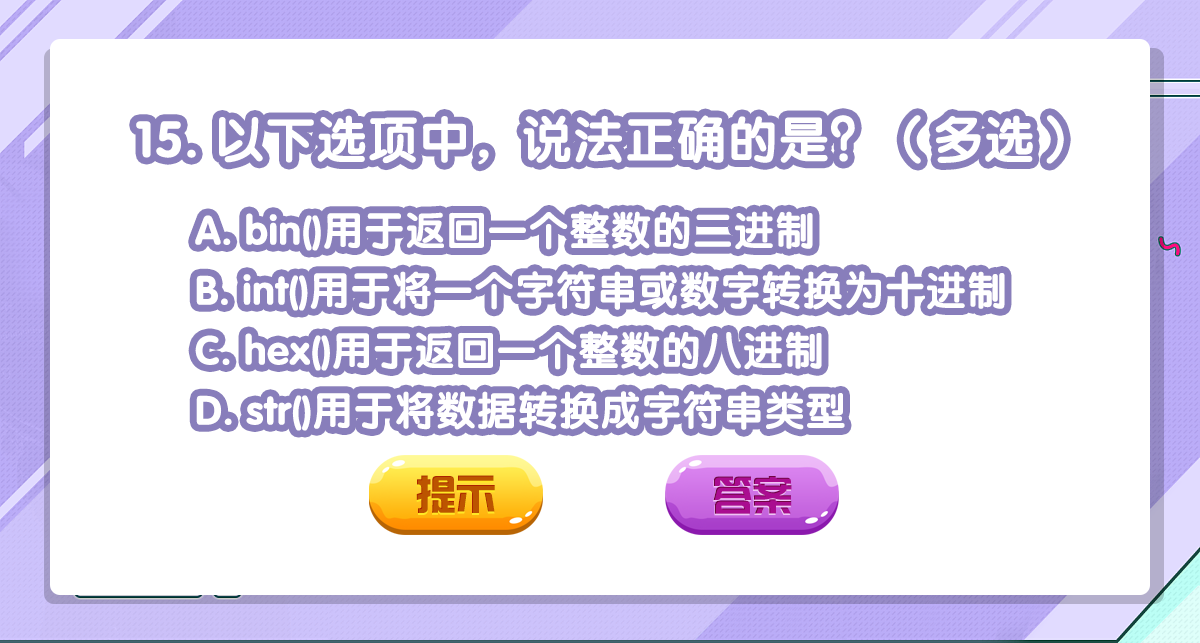 15. 以下选项中，说法正确的是？（多选）
A. bin()用于返回一个整数的二进制
B. int()用于将一个字符串或数字转换为十进制
C. hex()用于返回一个整数的八进制
D. str()用于将数据转换成字符串类型
提示
答案